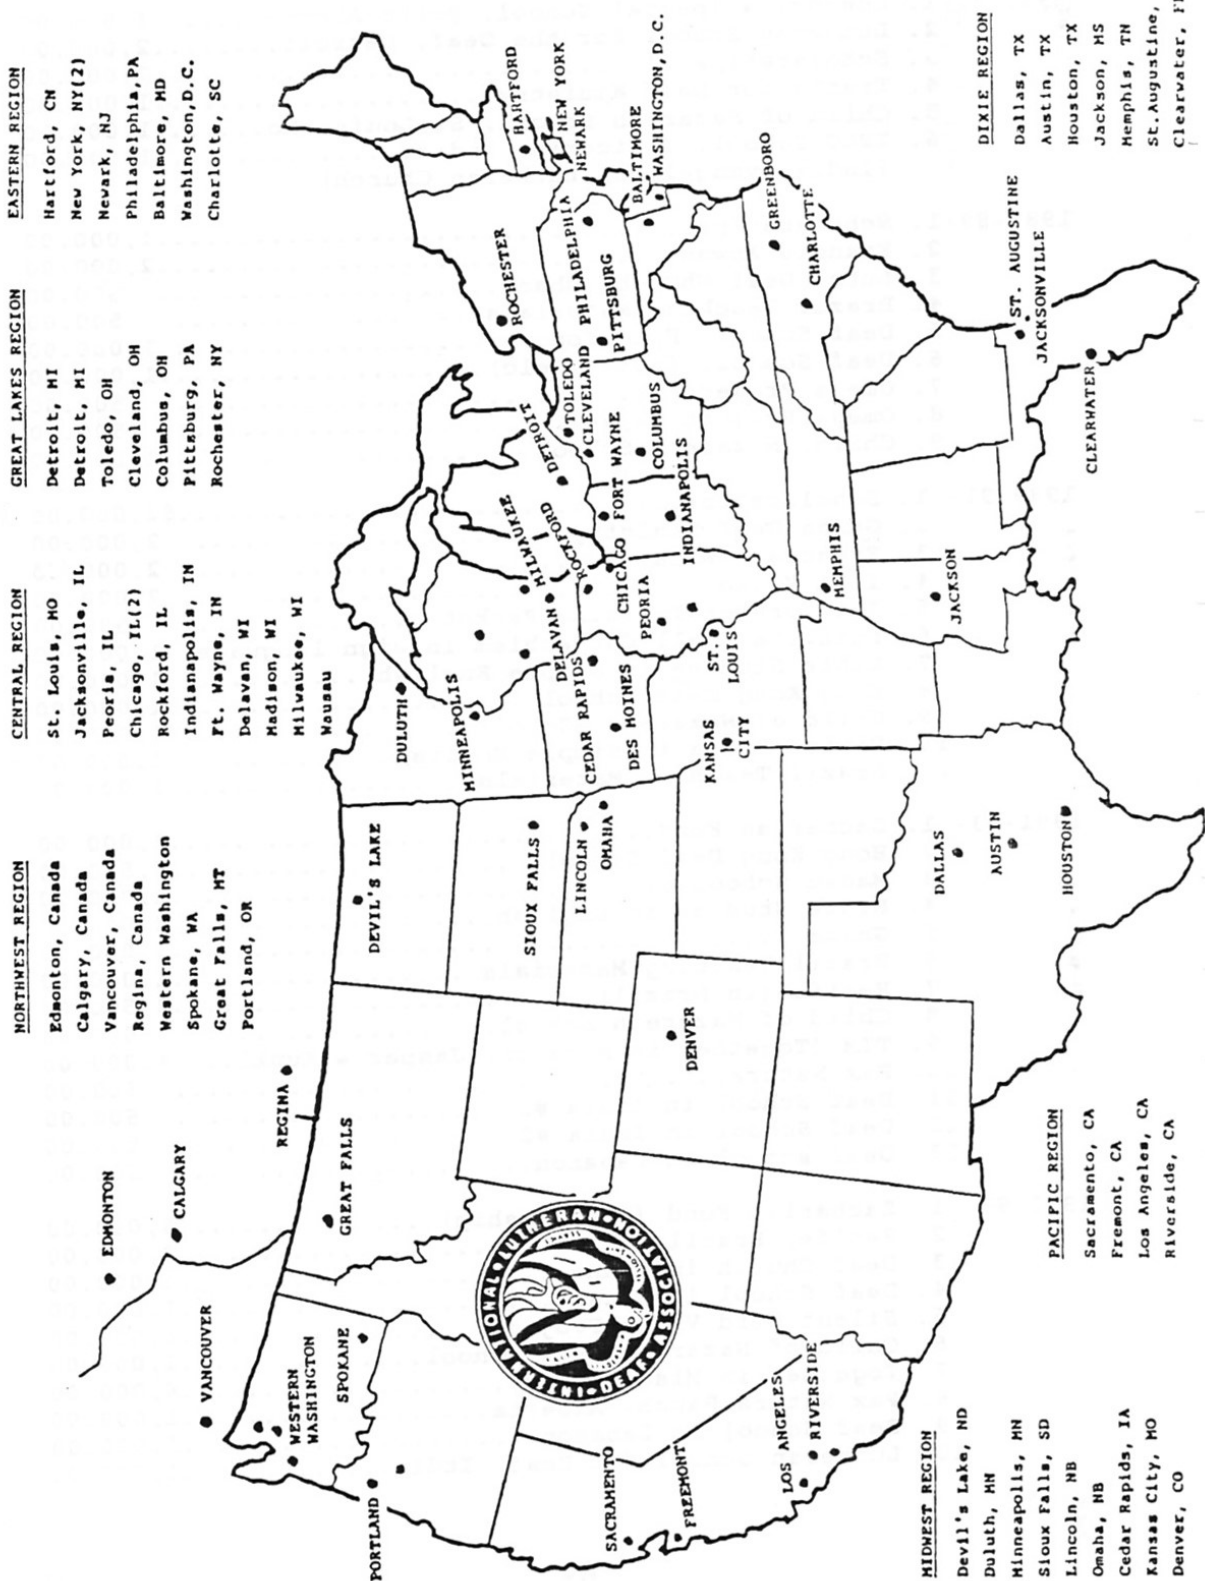 NORTHWEST REGION
Edmonton, Canada
Calgary, Canada
Vancouver, Canada
Regina, Canada
Western Washington
Spokane, WA
Great Falls, MT
Portland, OR
CENTRAL REGION
St. Louis, MO
Jacksonville, IL
Peoria, IL
Chicago, IL(2)
Rockford, IL
Indianapolis, IN
Ft. Wayne, IN
Delavan, WI
Madison, WI
Milwaukee, WI
Wausau
GREAT LAKES REGION
Detroit, MI
Detroit, MI
Toledo, OH
Cleveland, OH
Columbus, OH
Pittsburg, PA
Rochester, NY
EASTERN REGION
Hartford, CN
New York, NY(2)
Newark, NJ
Philadelphis, PA
Baltimore, MD
Washington, D.C.
Charlotte, SC
EDMONTON
CALGARY
VANCOUVER
REGINA
WESTERN
WASHINGTON
SPOKANE
GREAT FALLS
PORTLAND
DEVIL'S LAKE
DULUTH
MINNEAPOLIS
SIOUX FALLS
LINCOLN
OMAHA
CEDAR RAPIDS
DES MOINES
DELAVAN
MILWAUKEE
ROCKFORD
CHICAGO
PEORIA
ST.
LOUIS
KANSAS
CITY
DETROIT
TOLEDO
CLEVELAND
FORT WAYNE
COLUMBUS
INDIANAPOLIS
ROCHESTER
PITTSBURG
PHILADELPHIA
HARTFORD
NEW YORK
NEWARK
BALTIMORE
WASHINGTON, D.C.
GREENBORO
CHARLOTTE
MEMPHIS
JACKSON
ST. AUGUSTINE
JACKSONVILLE
CLEARWATER
DALLAS
AUSTIN
HOUSTON
DENVER
SACRAMENTO
FREEMONT
LOS ANGELES
RIVERSIDE
INTERNATIONAL LUTHERAN DEAF ASSOCIATION
MIDWEST REGION
Devil's Lake, ND
Duluth, MN
Minneapolis, MN
Sioux Falls, SD
Lincoln, NB
Omaha, NB
Cedar Rapids, IA
Kansas City, MO
Denver, CO
PACIFIC REGION
Sacramento, CA
Fremont, CA
Los Angeles, CA
Riverside, CA
DIXIE REGION
Dallas, TX
Austin, TX
Houston, TX
Jackson, MS
Memphis, TN
St.Augustine,
Clearwater,